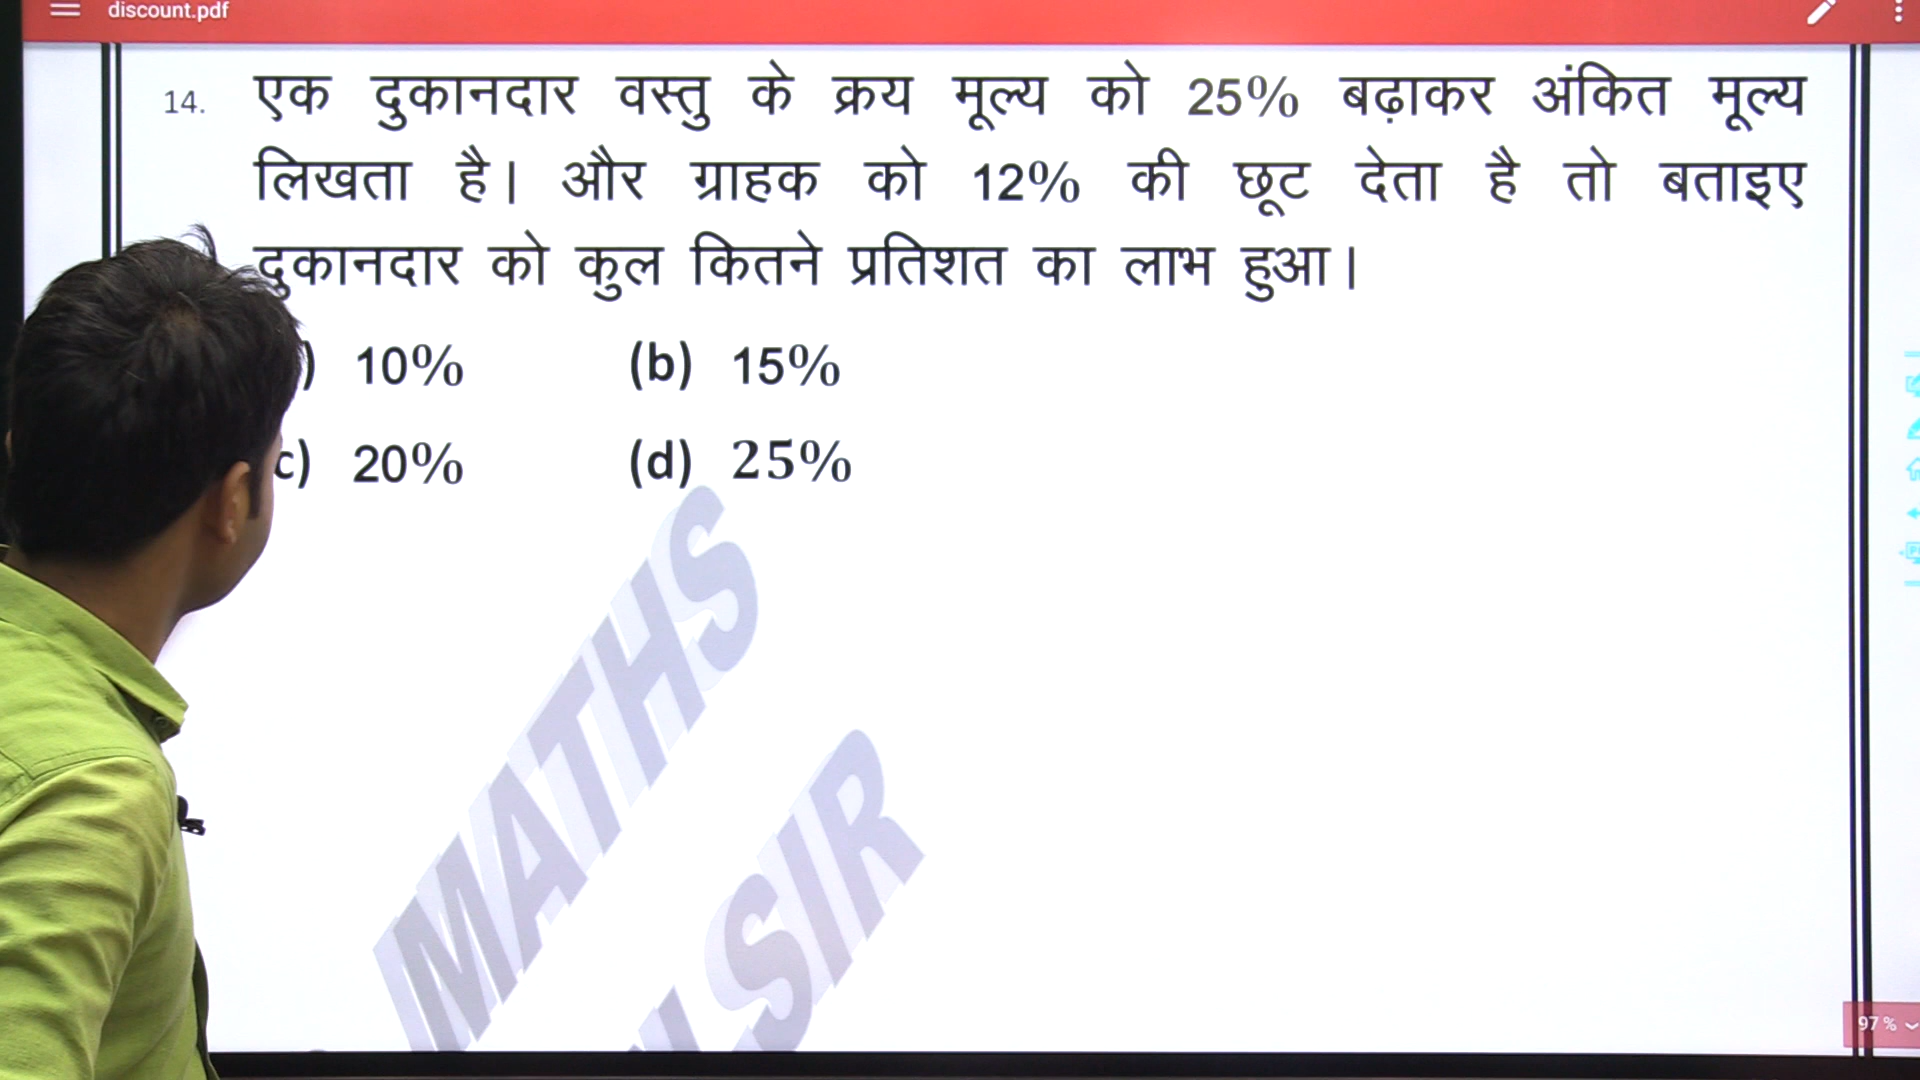 discount.pdf
14. एक दुकानदार वस्तु के क्रय मूल्य को 25% बढ़ाकर अंकित मूल्य
लिखता है। और ग्राहक को 12% की छूट देता है तो बताइए
दुकानदार को कुल कितने प्रतिशत का लाभ हुआ।
) 10% (b) 15%
c) 20% (d) 25%
MATHS
SIR
97 %